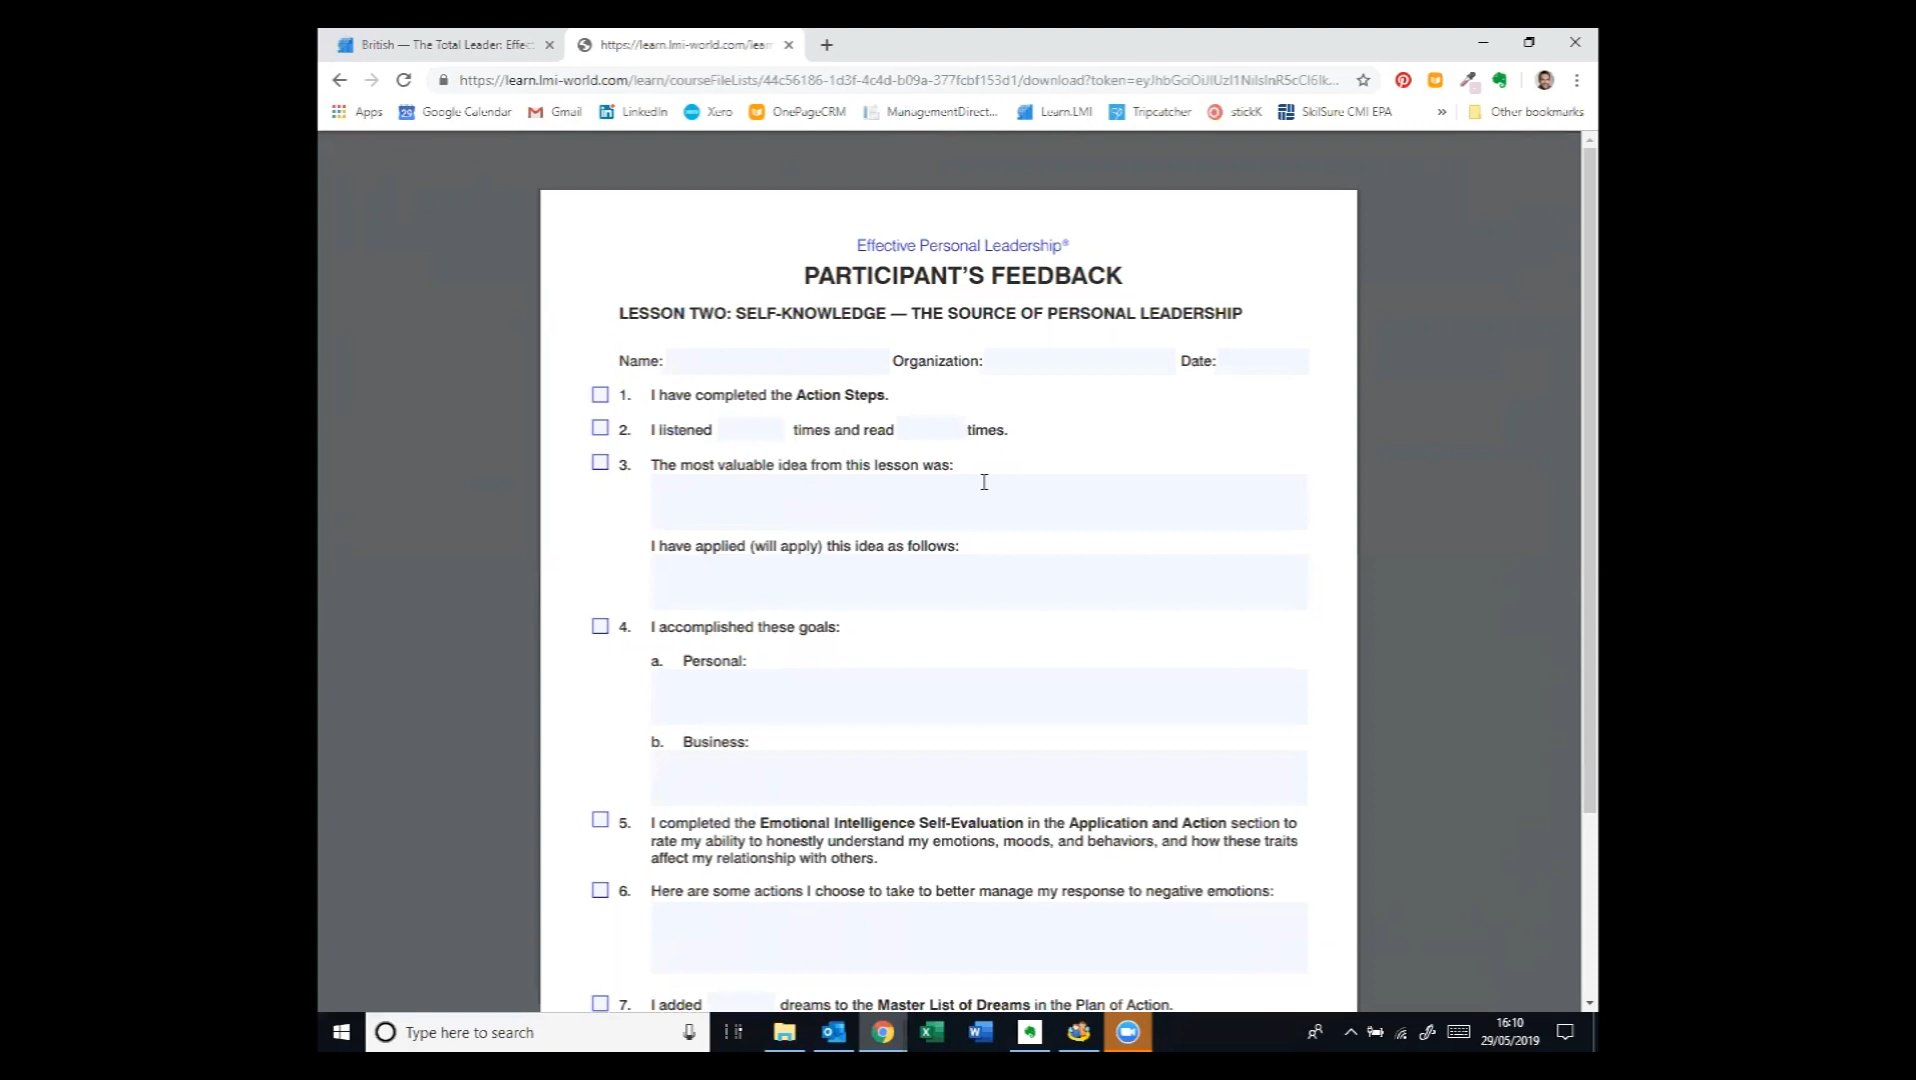 British — The Total Leader: Effec
https://learn.lmi-world.com/lear
https://learn.lmi-world.com/learn/courseFileLists/44c56186-1d3f-4c4d-b09a-377fcbf153d1/download?token=
Apps
29
Google Calendar
Gmail
LinkedIn
Xero
OnePageCRM
ManagementDirect...
Learn.LMI
Tripcatcher
stickK
SkilSure CMI EPA
»
Other bookmarks
Effective Personal Leadership®
PARTICIPANT'S FEEDBACK
LESSON TWO: SELF-KNOWLEDGE — THE SOURCE OF PERSONAL LEADERSHIP
Name: Organization: Date:
1. I have completed the Action Steps.
2. I listened times and read times.
3. The most valuable idea from this lesson was:
I have applied (will apply) this idea as follows:
4. I accomplished these goals:
a. Personal:
b. Business:
5. I completed the Emotional Intelligence Self-Evaluation in the Application and Action section to
rate my ability to honestly understand my emotions, moods, and behaviors, and how these traits
affect my relationship with others.
6. Here are some actions I choose to take to better manage my response to negative emotions:
7. I added dreams to the Master List of Dreams in the Plan of Action.
Type here to search
16:10
29/05/2019